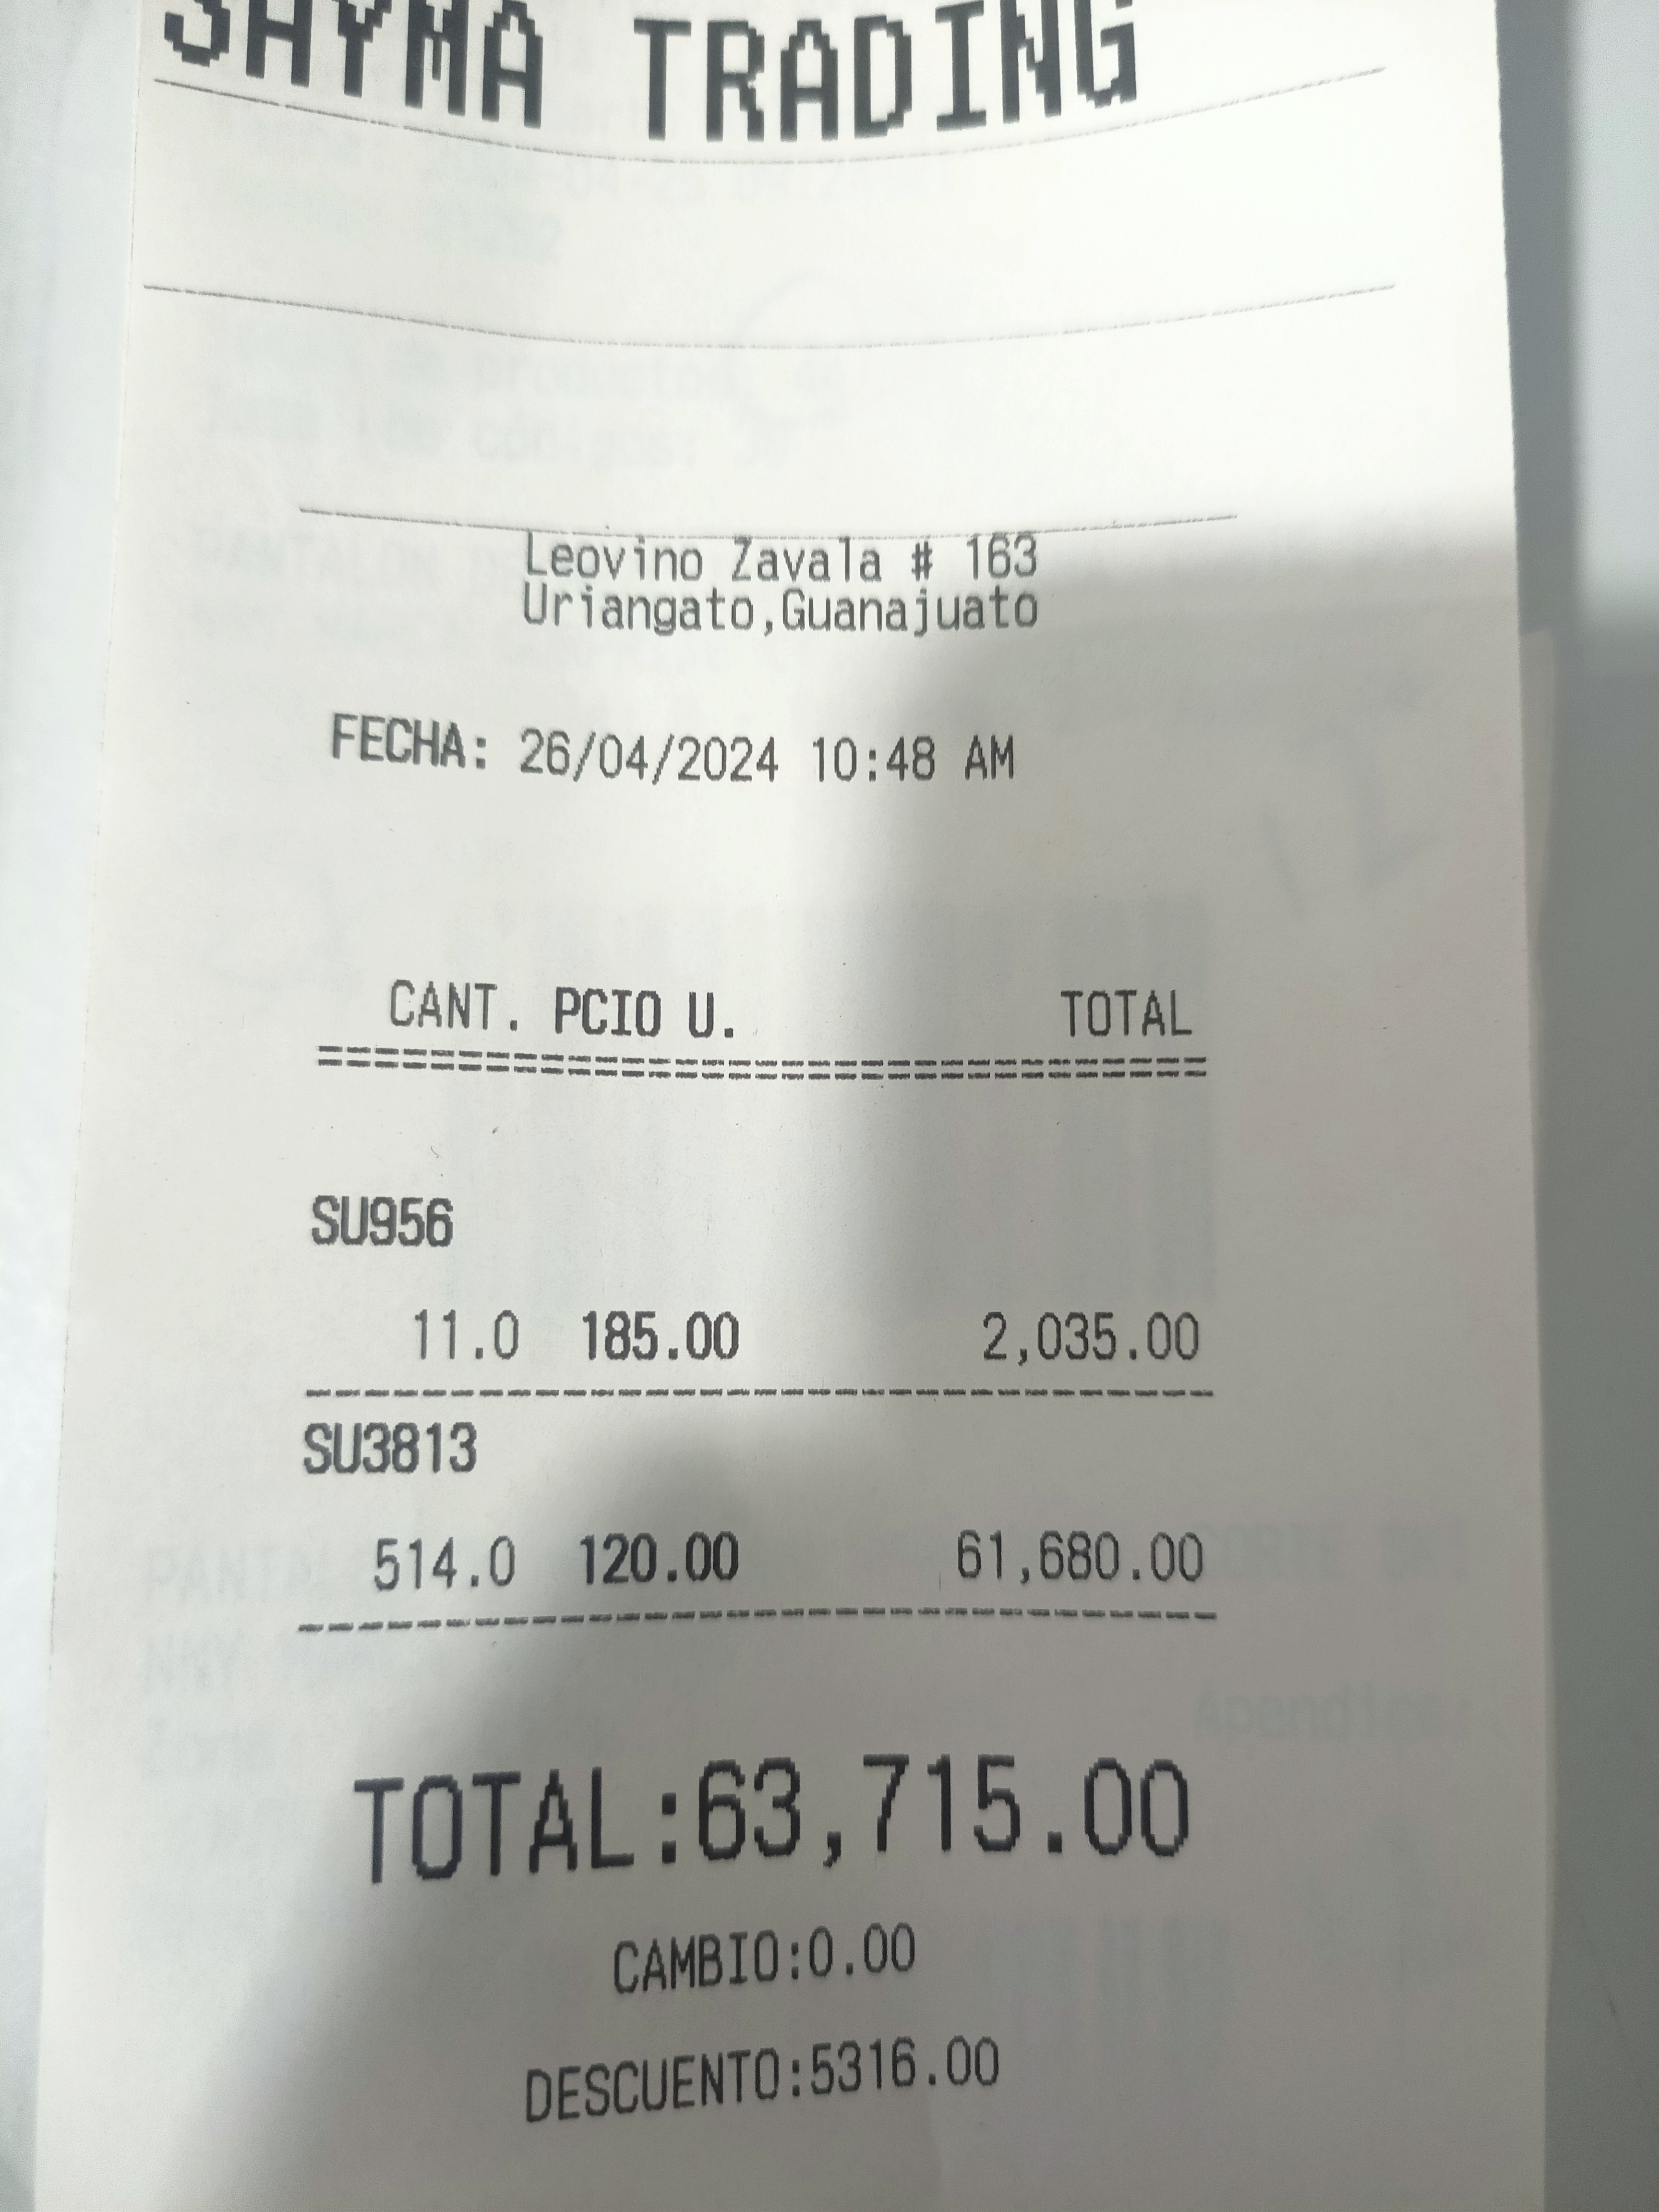 SAYMA TRADING
Leovino Zavala # 163
Uriangato,Guanajuato
FECHA: 26/04/2024 10:48 AM
CANT. PCIO U. TOTAL
SU956
11.0 185.00 2,035.00
SU3813
514.0 120.00 61,680.00
TOTAL:63,715.00
CAMBIO:0.00
DESCUENTO:5316.00